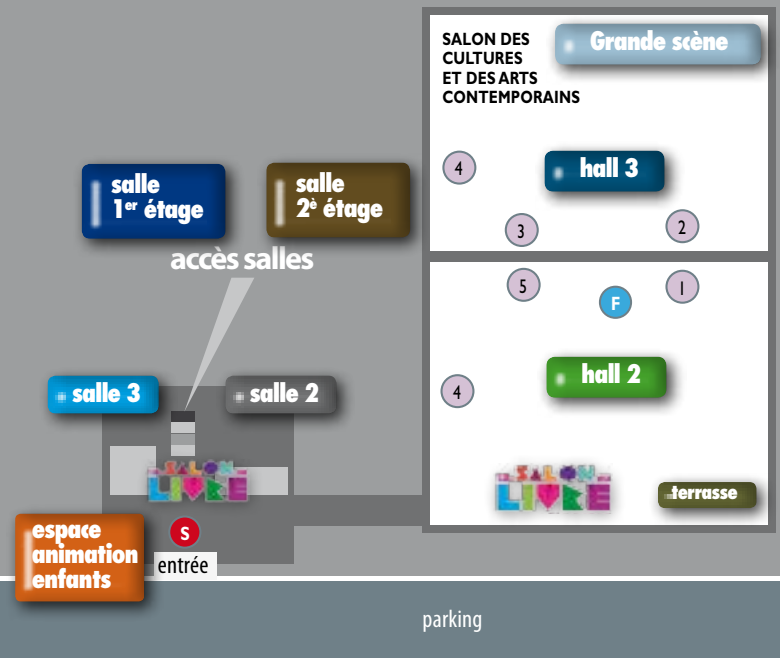 SALON DES
CULTURES
ET DES ARTS
CONTEMPORAINS
Grande scène
4
hall 3
3
2
salle
1er étage
salle
2è étage
accès salles
5
F
1
hall 2
4
salle 3
salle 2
SALON
LIVRE
SALON
LIVRE
terrasse
S
entrée
espace
animation
enfants
parking